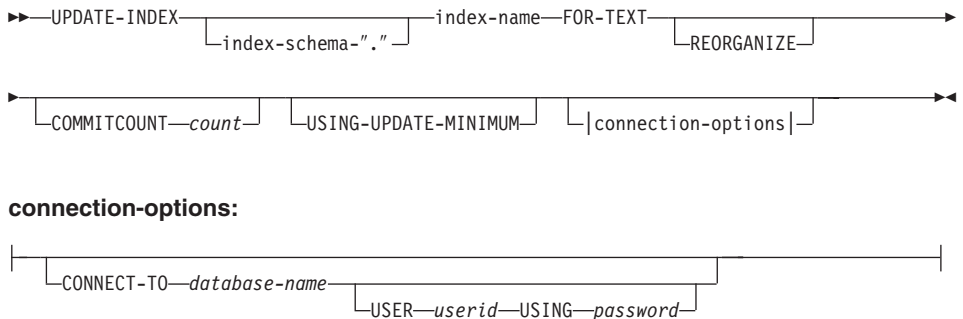 UPDATE-INDEX index-name FOR-TEXT
index-schema-"." REORGANIZE
COMMITCOUNT count USING-UPDATE-MINIMUM connection-options
connection-options:
CONNECT-TO database-name
USER userid USING password